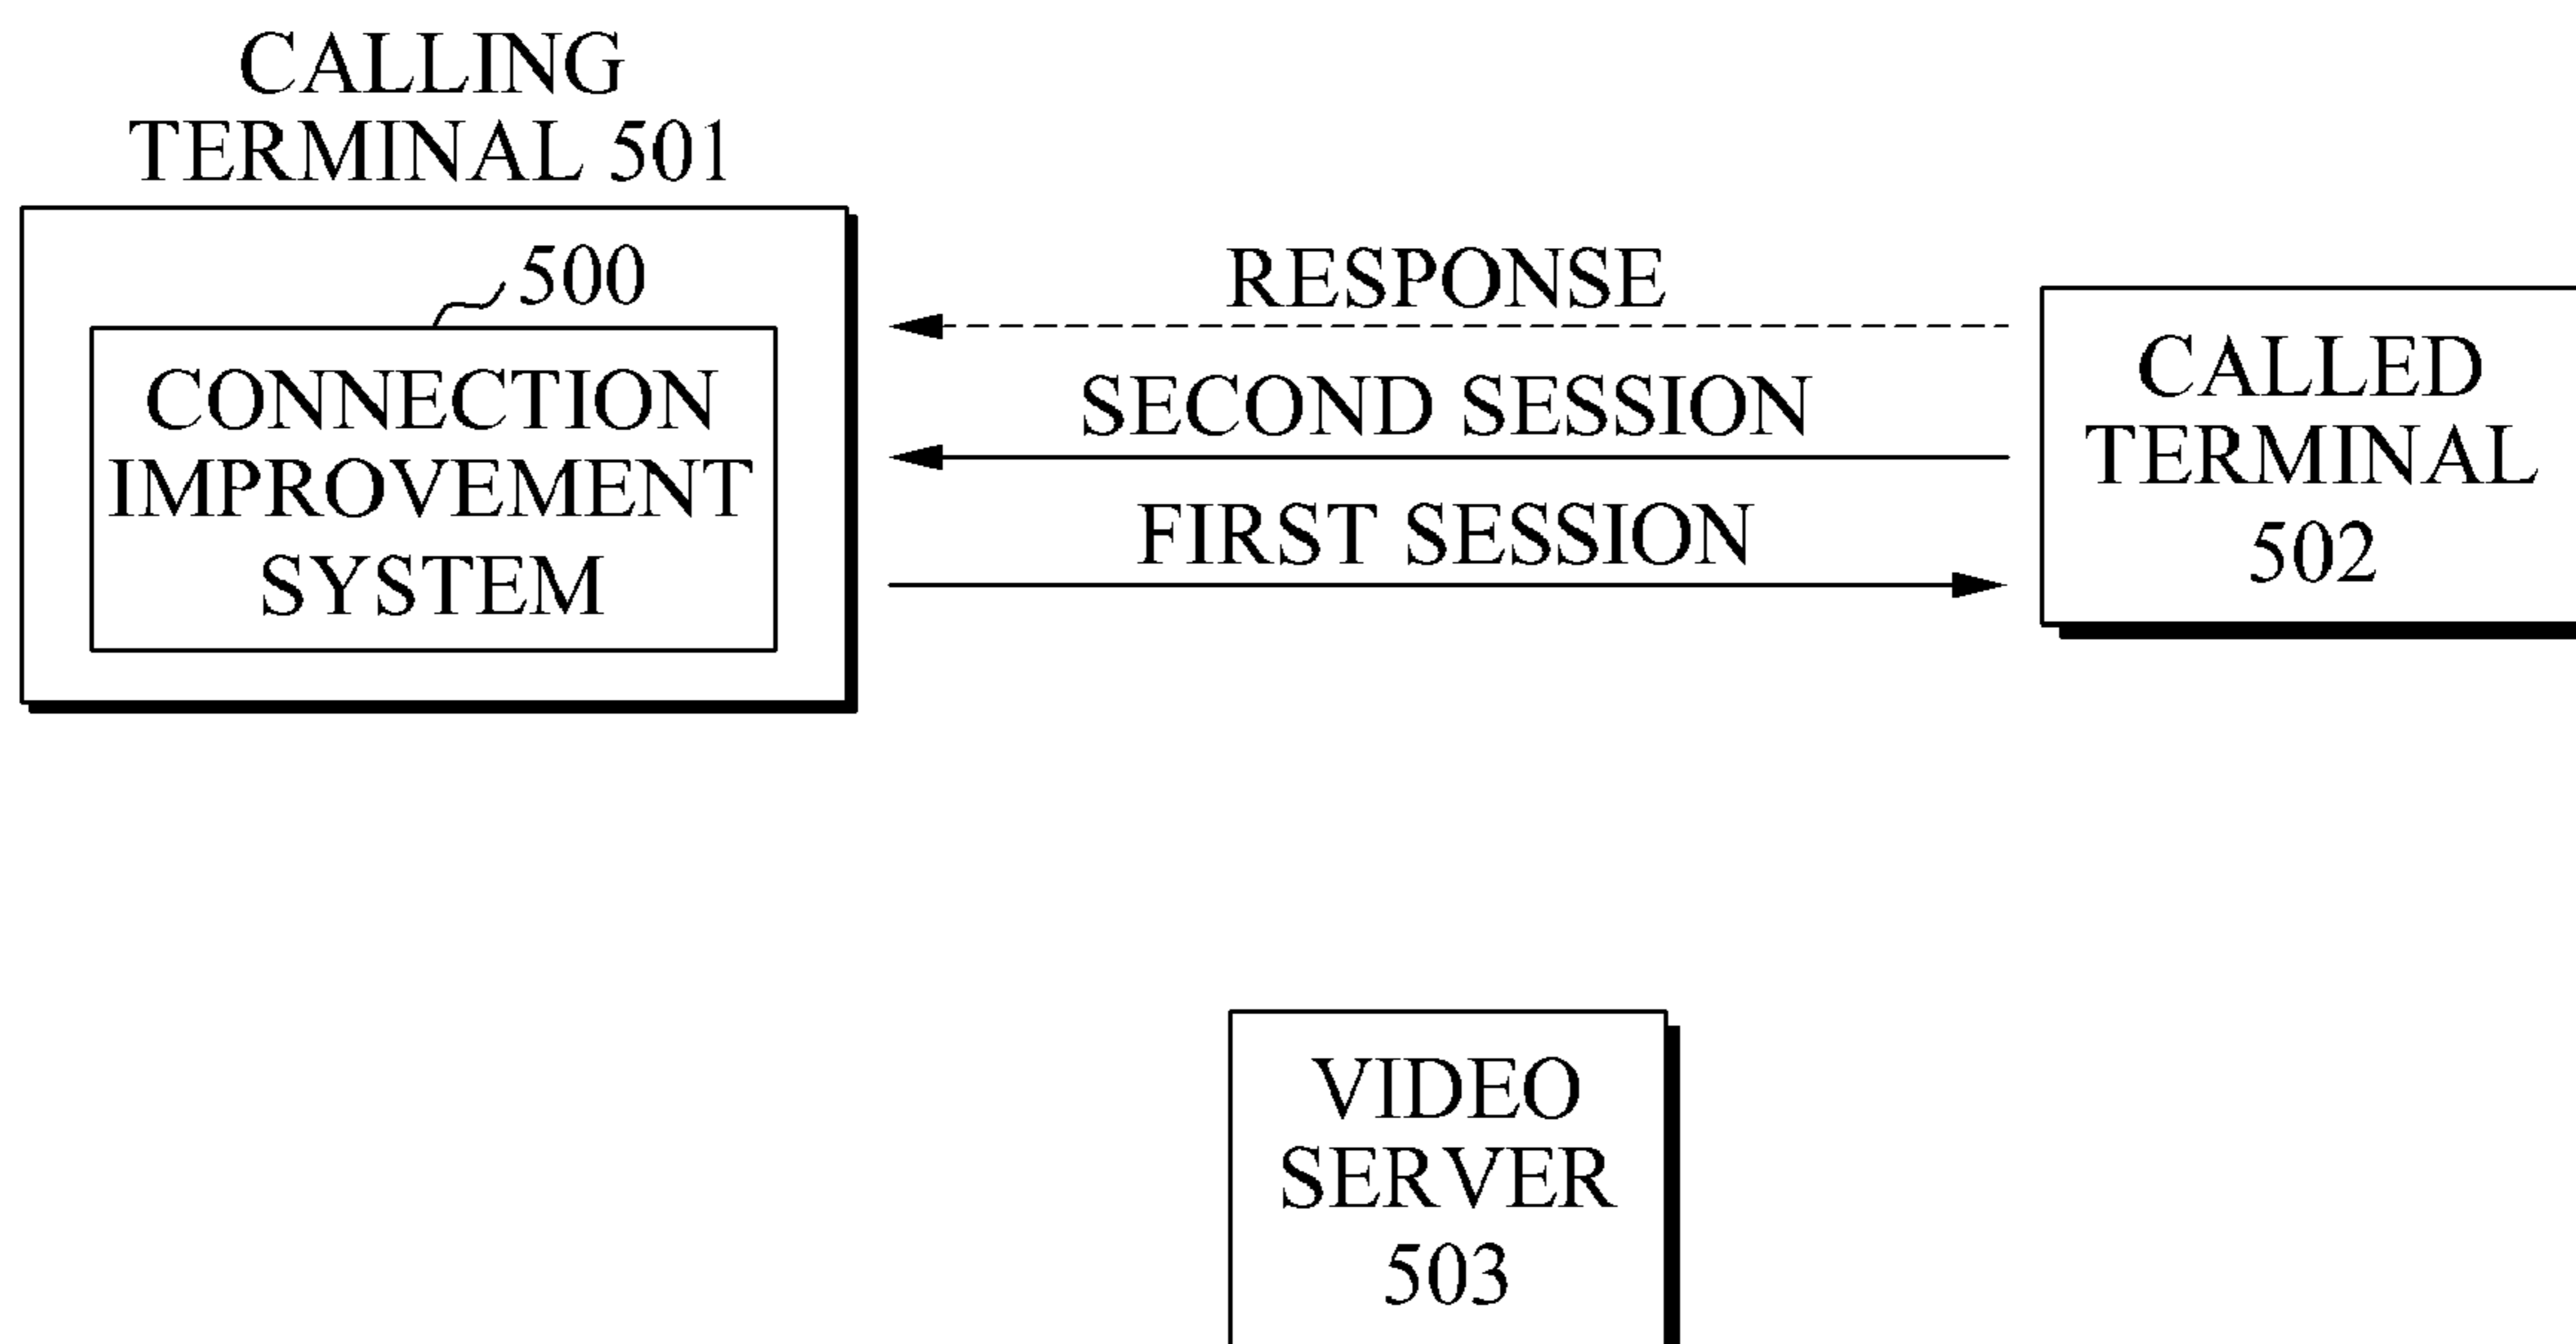 CALLING
TERMINAL 501
500
CONNECTION
IMPROVEMENT
SYSTEM
RESPONSE
SECOND SESSION
FIRST SESSION
CALLED
TERMINAL
502
VIDEO
SERVER
503